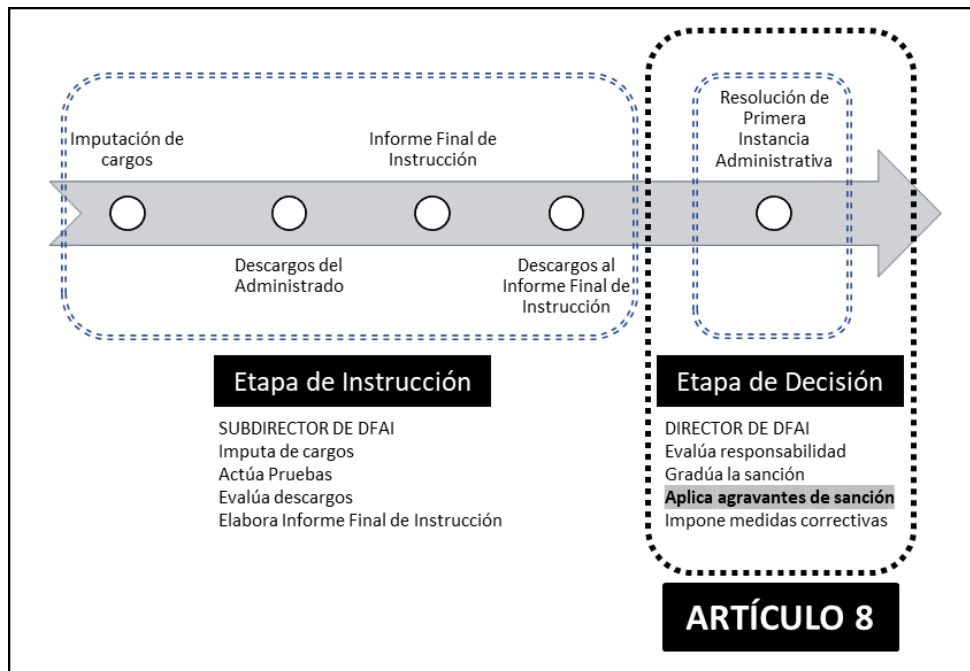 Imputación de
cargos
Descargos del
Administrado
Informe Final de
Instrucción
Descargos al
Informe Final de
Instrucción
Resolución de
Primera
Instancia
Administrativa
Etapa de Instrucción
SUBDIRECTOR DE DFAI
Imputa de cargos
Actúa Pruebas
Evalúa descargos
Elabora Informe Final de Instrucción
Etapa de Decisión
DIRECTOR DE DFAI
Evalúa responsabilidad
Gradúa la sanción
Aplica agravantes de sanción
Impone medidas correctivas
ARTÍCULO 8